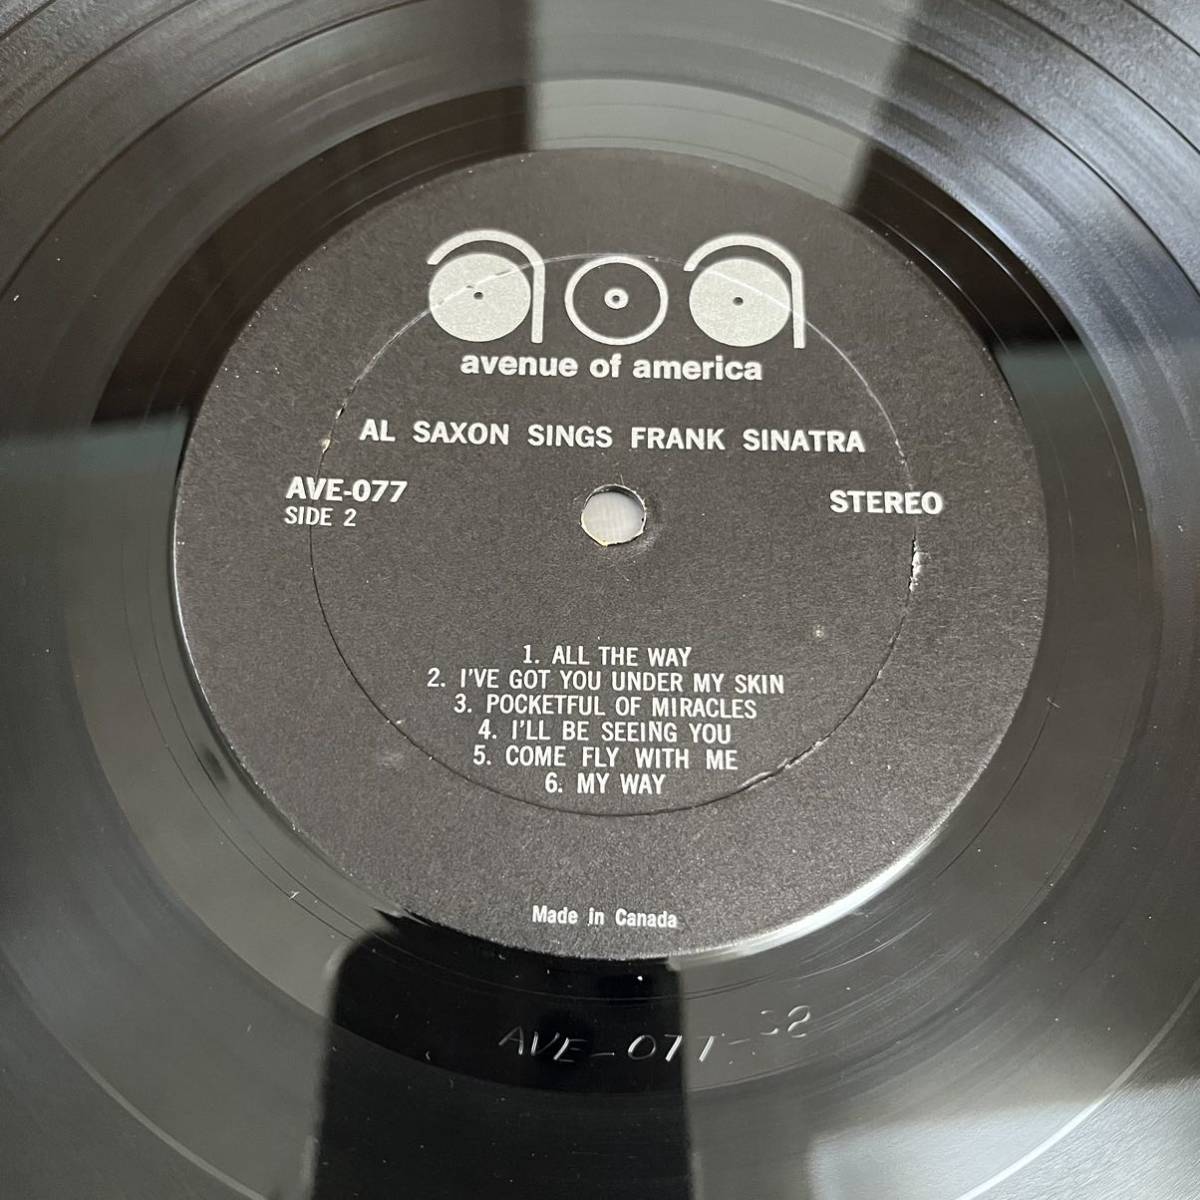 aoa
avenue of america
AL SAXON SINGS FRANK SINATRA
AVE-077
SIDE 2
STEREO
1. ALL THE WAY
2. I'VE GOT YOU UNDER MY SKIN
3. POCKETFUL OF MIRACLES
4. I'LL BE SEEING YOU
5. COME FLY WITH ME
6. MY WAY
Made in Canada
AVE-077